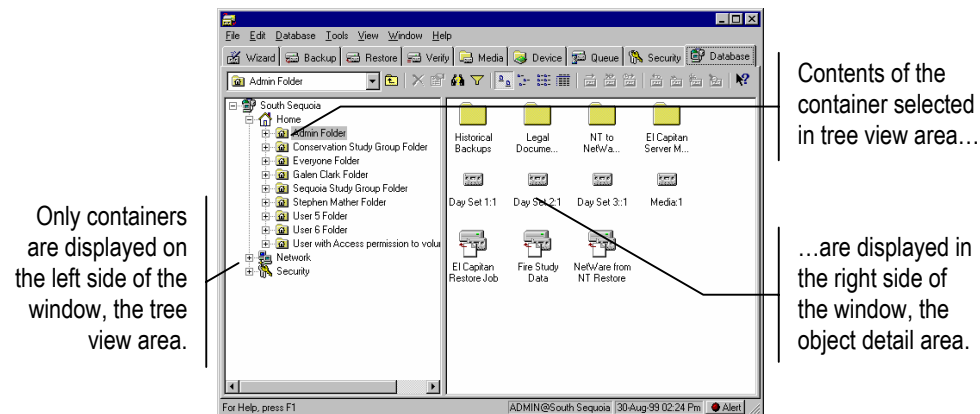 File Edit Database Tools View Window Help
Wizard Backup Restore Verify Media Device Queue Security Database
Admin Folder
South Sequoia
Home
Admin Folder
Conservation Study Group Folder
Everyone Folder
Galen Clark Folder
Sequoia Study Group Folder
Stephen Mather Folder
User 5 Folder
User 6 Folder
User with Access permission to volu
Network
Security
Historical
Backups
Legal
Docume...
NT to
NetWa...
El Capitan
Server M...
Day Set 1:1
Day Set 2:1
Day Set 3::1
Media:1
El Capitan
Restore Job
Fire Study
Data
NetWare from
NT Restore
For Help, press F1
ADMIN@South Sequoia 30-Aug-99 02:24 Pm Alert
Only containers
are displayed on
the left side of the
window, the tree
view area.
Contents of the
container selected
in tree view area…
…are displayed in
the right side of
the window, the
object detail area.